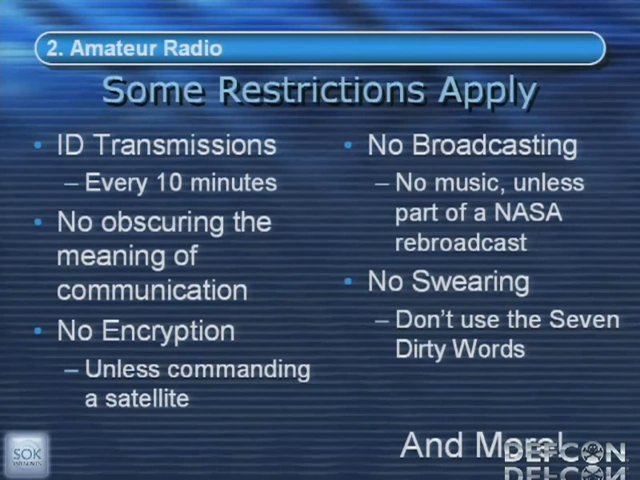 2. Amateur Radio
Some Restrictions Apply
• ID Transmissions
– Every 10 minutes
• No obscuring the
meaning of
communication
• No Encryption
– Unless commanding
a satellite
• No Broadcasting
– No music, unless
part of a NASA
rebroadcast
• No Swearing
– Don't use the Seven
Dirty Words
And More!
DEFCON
SOK